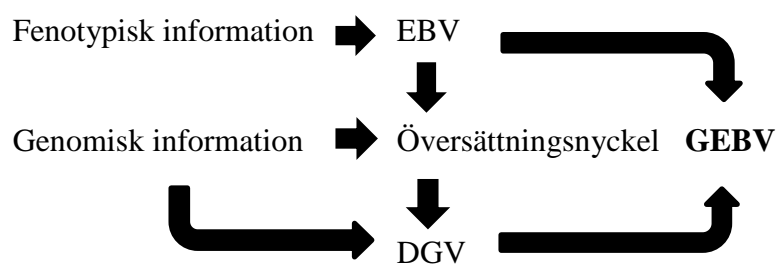 Fenotypisk information EBV
Genomisk information Översättningsnyckel GEBV
DGV